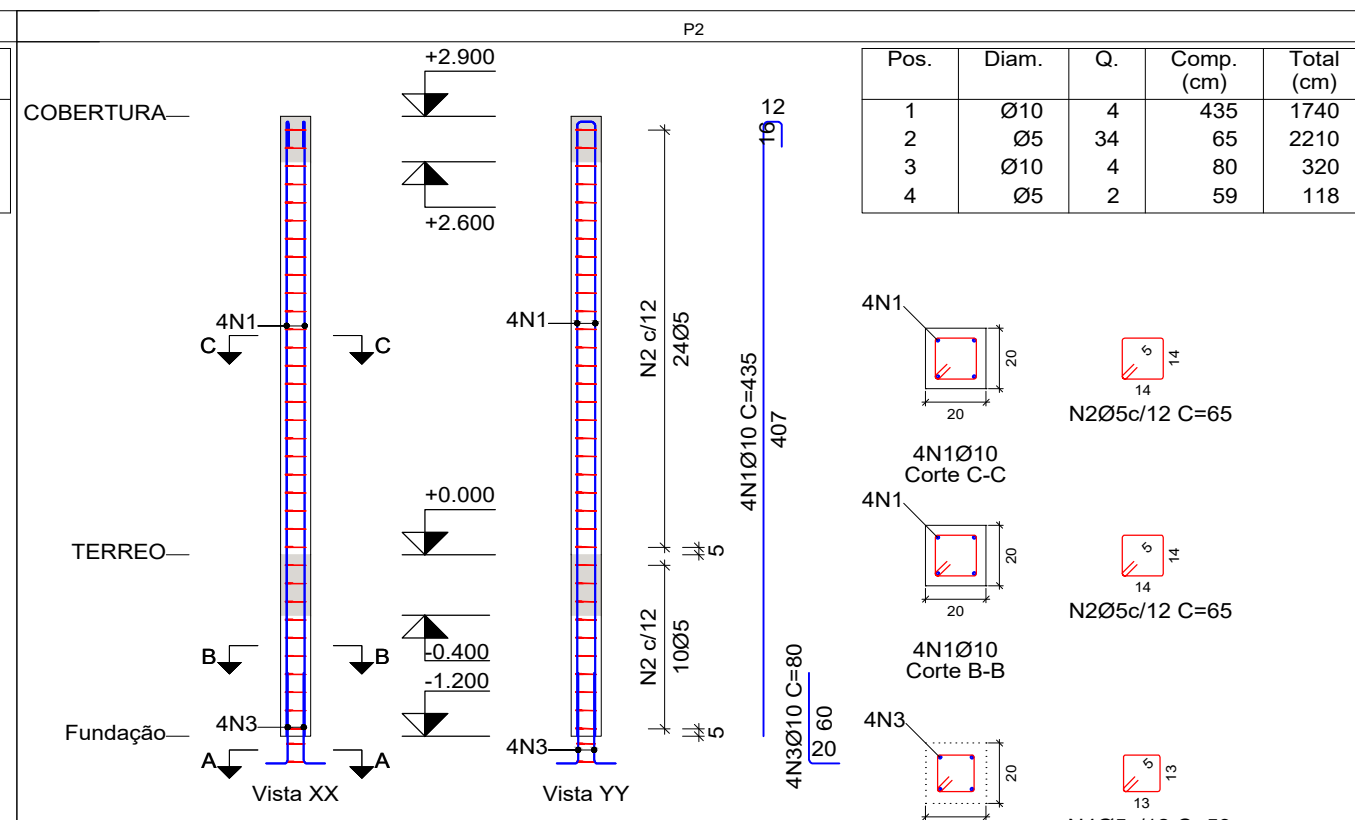 P2
Pos. Diam. Q. Comp. (cm) Total (cm)
1 Ø10 4 435 1740
2 Ø5 34 65 2210
3 Ø10 4 80 320
4 Ø5 2 59 118
COBERTURA
+2.900
+2.600
4N1
C
C
TERREO
+0.000
B
B
-0.400
-1.200
Fundação
4N3
A
A
Vista XX
4N1
N2 c/12
24Ø5
5
N2 c/12
10Ø5
5
4N3
Vista YY
12
16
4N1Ø10 C=435
407
4N3Ø10 C=80
60
20
4N1
20
20
5
14
14
N2Ø5c/12 C=65
4N1Ø10
Corte C-C
4N1
20
20
5
14
14
N2Ø5c/12 C=65
4N1Ø10
Corte B-B
4N3
20
5
13
13